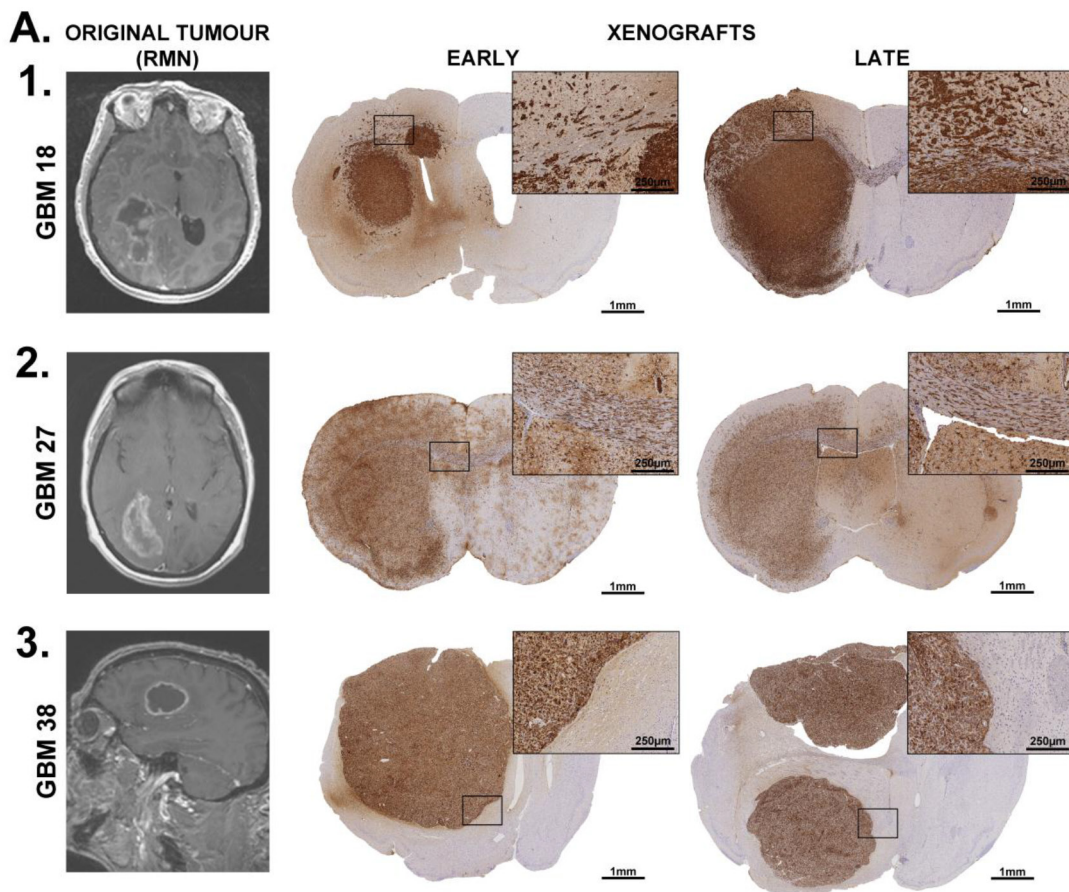 A.
ORIGINAL TUMOUR
(RMN)
XENOGRAFTS
EARLY
LATE
1.
GBM 18
250µm
1mm
250µm
1mm
2.
GBM 27
250µm
1mm
250µm
1mm
3.
GBM 38
250µm
1mm
250µm
1mm